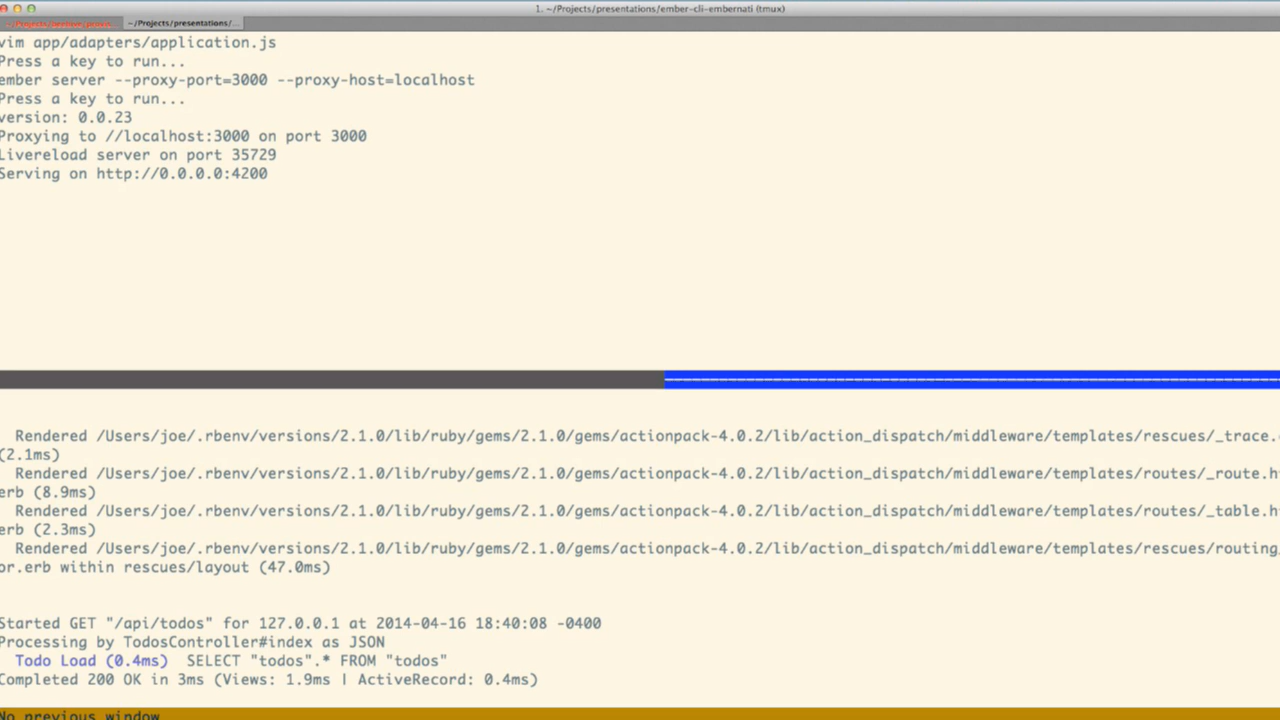 1. ~/Projects/presentations/ember-cli-embernati (tmux)
~/Projects/presentations/...
vim app/adapters/application.js
Press a key to run...
ember server --proxy-port=3000 --proxy-host=localhost
Press a key to run...
version: 0.0.23
Proxying to //localhost:3000 on port 3000
Livereload server on port 35729
Serving on http://0.0.0.0:4200
Rendered /Users/joe/.rbenv/versions/2.1.0/lib/ruby/gems/2.1.0/gems/actionpack-4.0.2/lib/action_dispatch/middleware/templates/rescues/_trace.
(2.1ms)
Rendered /Users/joe/.rbenv/versions/2.1.0/lib/ruby/gems/2.1.0/gems/actionpack-4.0.2/lib/action_dispatch/middleware/templates/routes/_route.h
erb (8.9ms)
Rendered /Users/joe/.rbenv/versions/2.1.0/lib/ruby/gems/2.1.0/gems/actionpack-4.0.2/lib/action_dispatch/middleware/templates/routes/_table.h
erb (2.3ms)
Rendered /Users/joe/.rbenv/versions/2.1.0/lib/ruby/gems/2.1.0/gems/actionpack-4.0.2/lib/action_dispatch/middleware/templates/rescues/routing_
or.erb within rescues/layout (47.0ms)
Started GET "/api/todos" for 127.0.0.1 at 2014-04-16 18:40:08 -0400
Processing by TodosController#index as JSON
Todo Load (0.4ms)  SELECT "todos".* FROM "todos"
Completed 200 OK in 3ms (Views: 1.9ms | ActiveRecord: 0.4ms)
No previous window